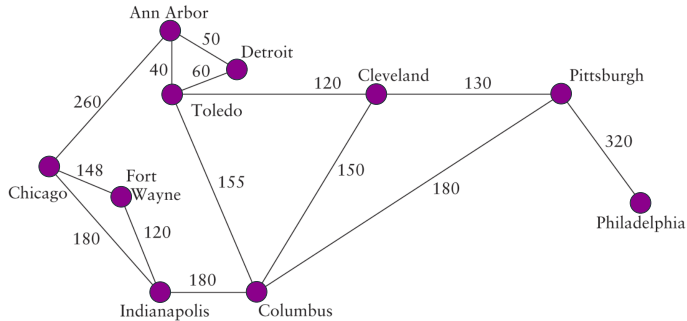 Ann Arbor
50
Detroit
40
60
Cleveland
120
130
Pittsburgh
Toledo
260
320
148
Fort
Wayne
Chicago
155
150
180
Philadelphia
180
120
180
Indianapolis
Columbus